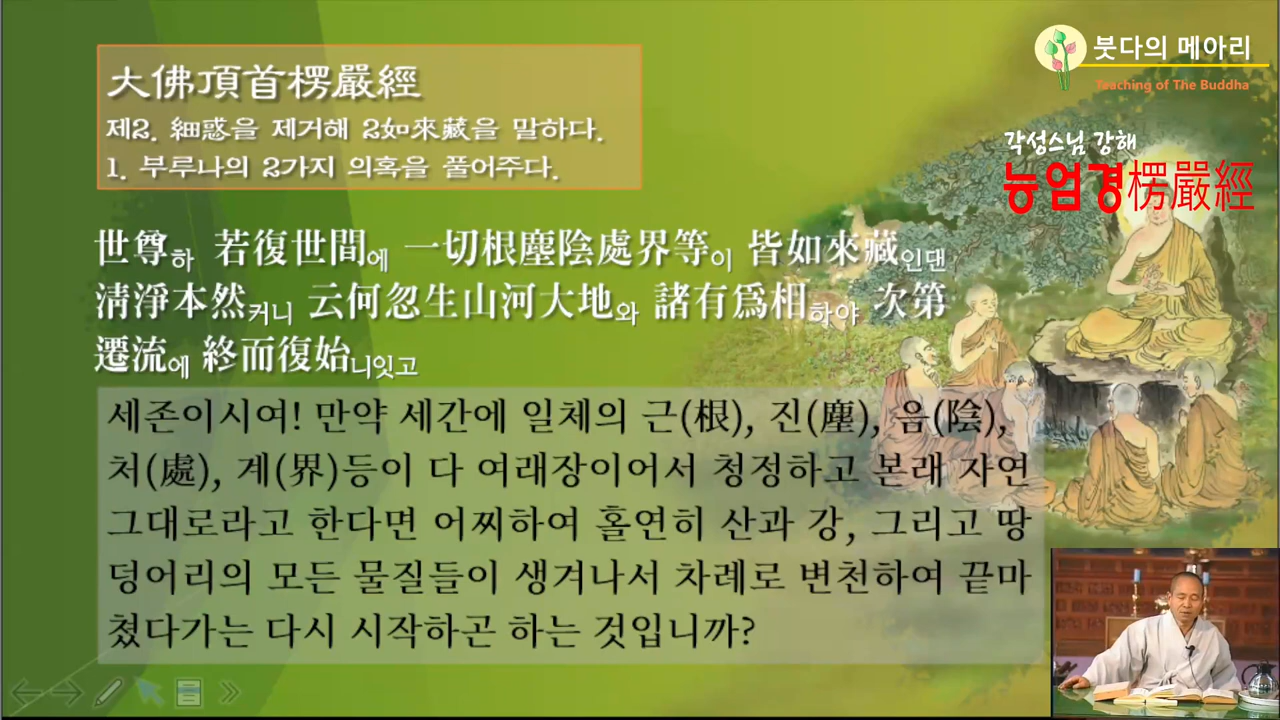 大佛頂首楞嚴經
제2. 細惑을 제거해 2如來藏을 말하다.
1. 부루나의 2가지 의혹을 풀어주다.
붓다의 메아리
Teaching of The Buddha
각성스님 강해
능엄경楞嚴經
世尊하 若復世間에 一切根塵陰處界等이 皆如來藏인댄
淸淨本然커니 云何忽生山河大地와 諸有爲相하야 次第
遷流에 終而復始니잇고
세존이시여! 만약 세간에 일체의 근(根), 진(塵), 음(陰),
처(處), 계(界)등이 다 여래장이어서 청정하고 본래 자연
그대로라고 한다면 어찌하여 홀연히 산과 강, 그리고 땅
덩어리의 모든 물질들이 생겨나서 차례로 변천하여 끝마
쳤다가는 다시 시작하곤 하는 것입니까?